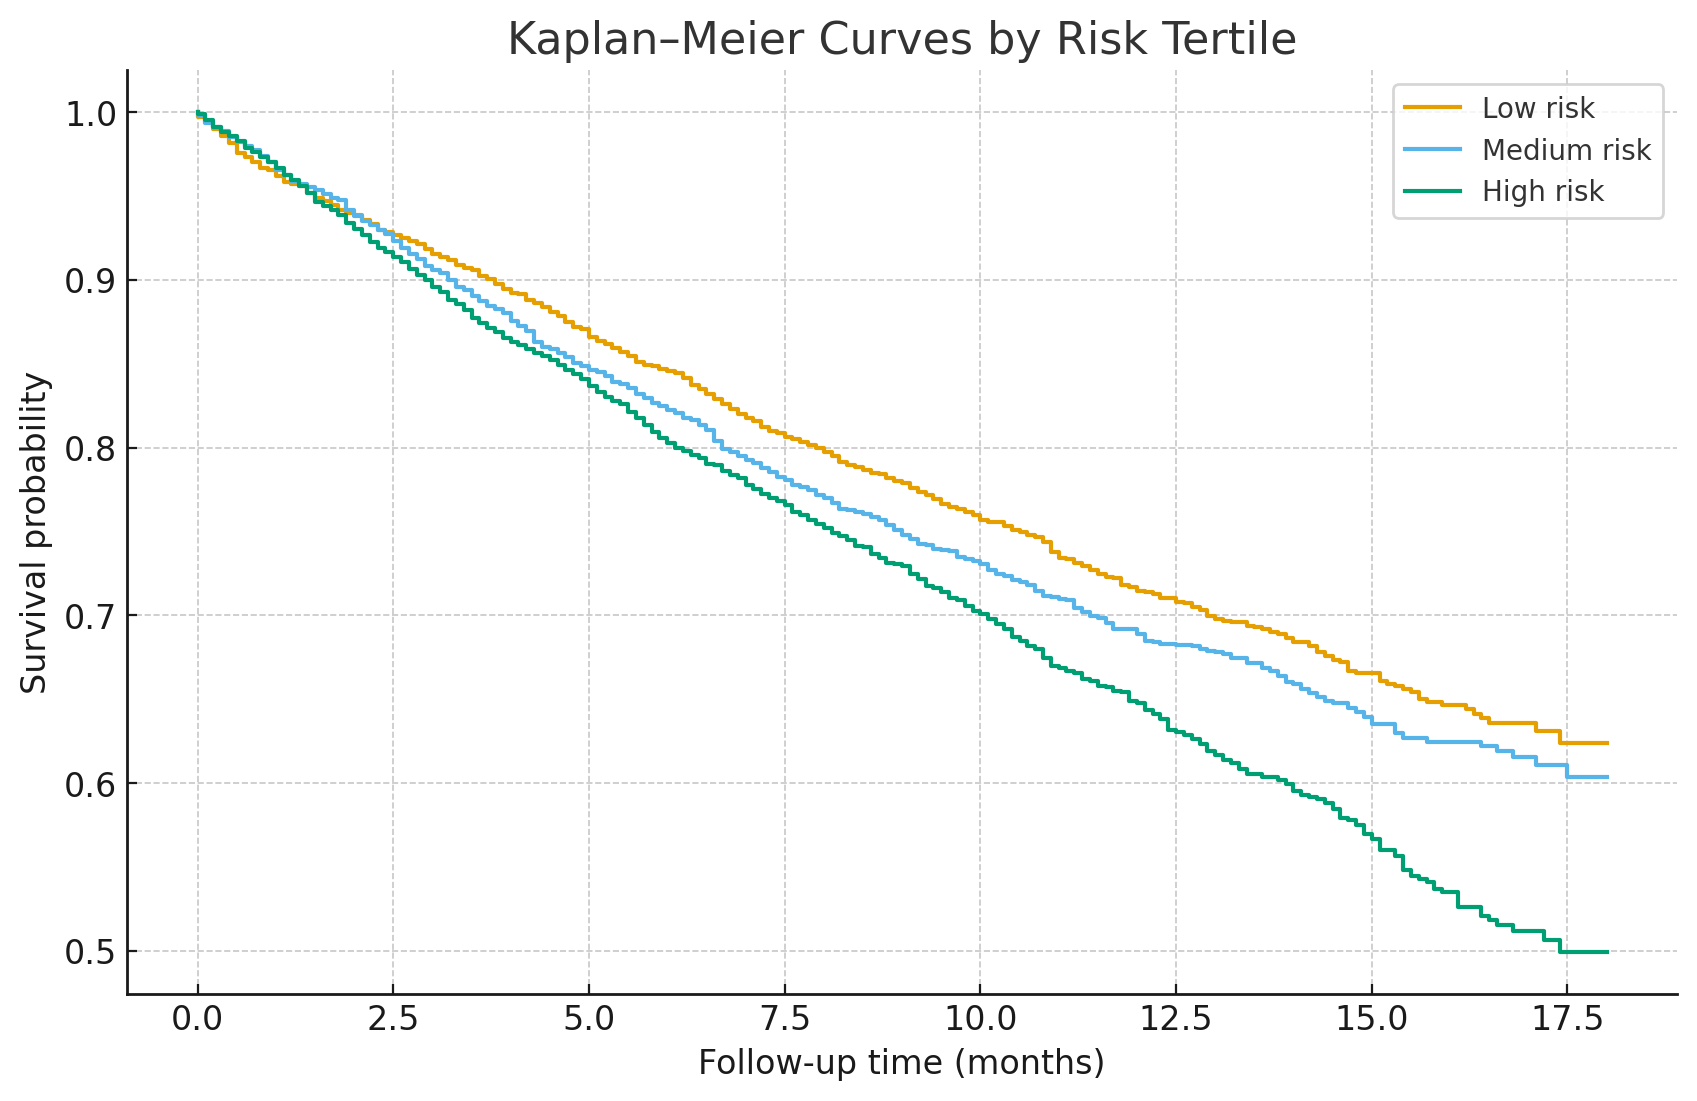 Kaplan–Meier Curves by Risk Tertile
Low risk
Medium risk
High risk
Survival probability
1.0
0.9
0.8
0.7
0.6
0.5
0.0 2.5 5.0 7.5 10.0 12.5 15.0 17.5
Follow-up time (months)